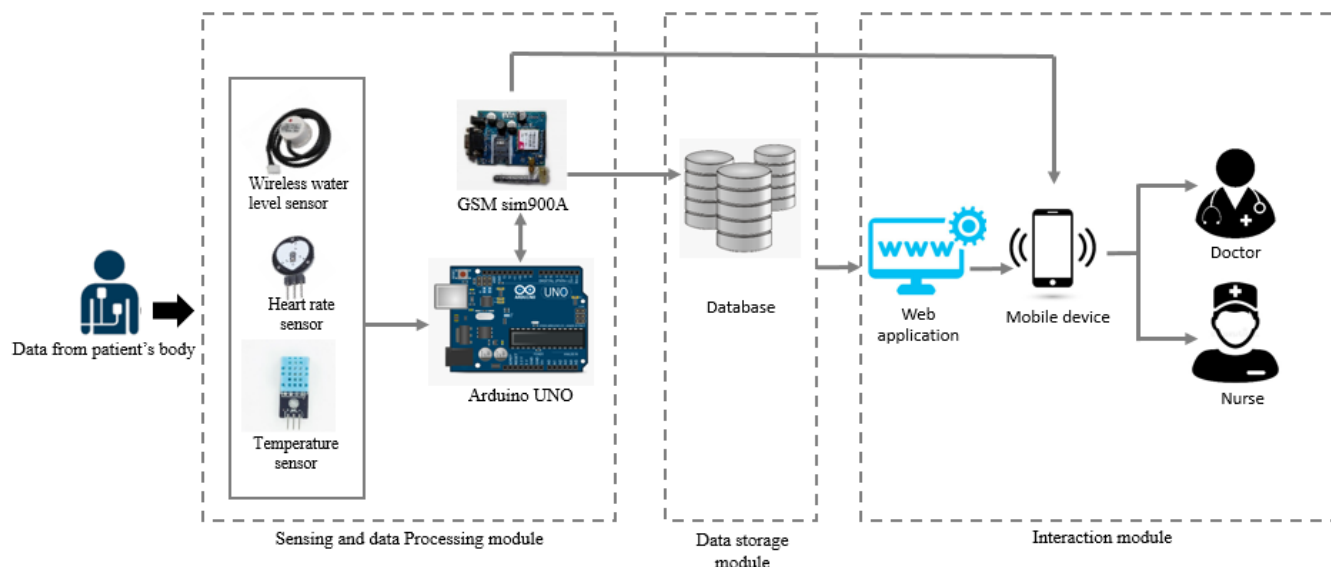 Data from patient's body
Wireless water
level sensor
Heart rate
sensor
Temperature
sensor
GSM sim900A
UNO
ARDUINO
Arduino UNO
Sensing and data Processing module
Database
Data storage
module
www
Web
application
Mobile device
Doctor
Nurse
Interaction module